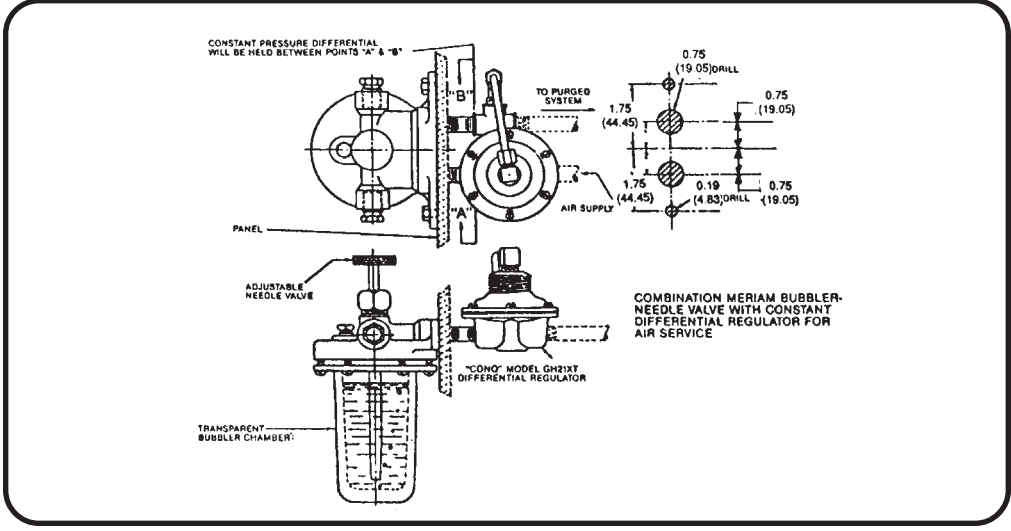 CONSTANT PRESSURE DIFFERENTIAL
WILL BE HELD BETWEEN POINTS "A" & "B"
"B"
TO PURGED
SYSTEM
0.75
(19.05)DRILL
1.75
(44.45)
0.75
(19.05)
1.75
(44.45)
0.19
(4.83)DRILL
0.75
(19.05)
AIR SUPPLY
"A"
PANEL
ADJUSTABLE
NEEDLE VALVE
COMBINATION MERIAM BUBBLER-
NEEDLE VALVE WITH CONSTANT
DIFFERENTIAL REGULATOR FOR
AIR SERVICE
"CONO" MODEL GH21XT
DIFFERENTIAL REGULATOR
TRANSPARENT
BUBBLER CHAMBER